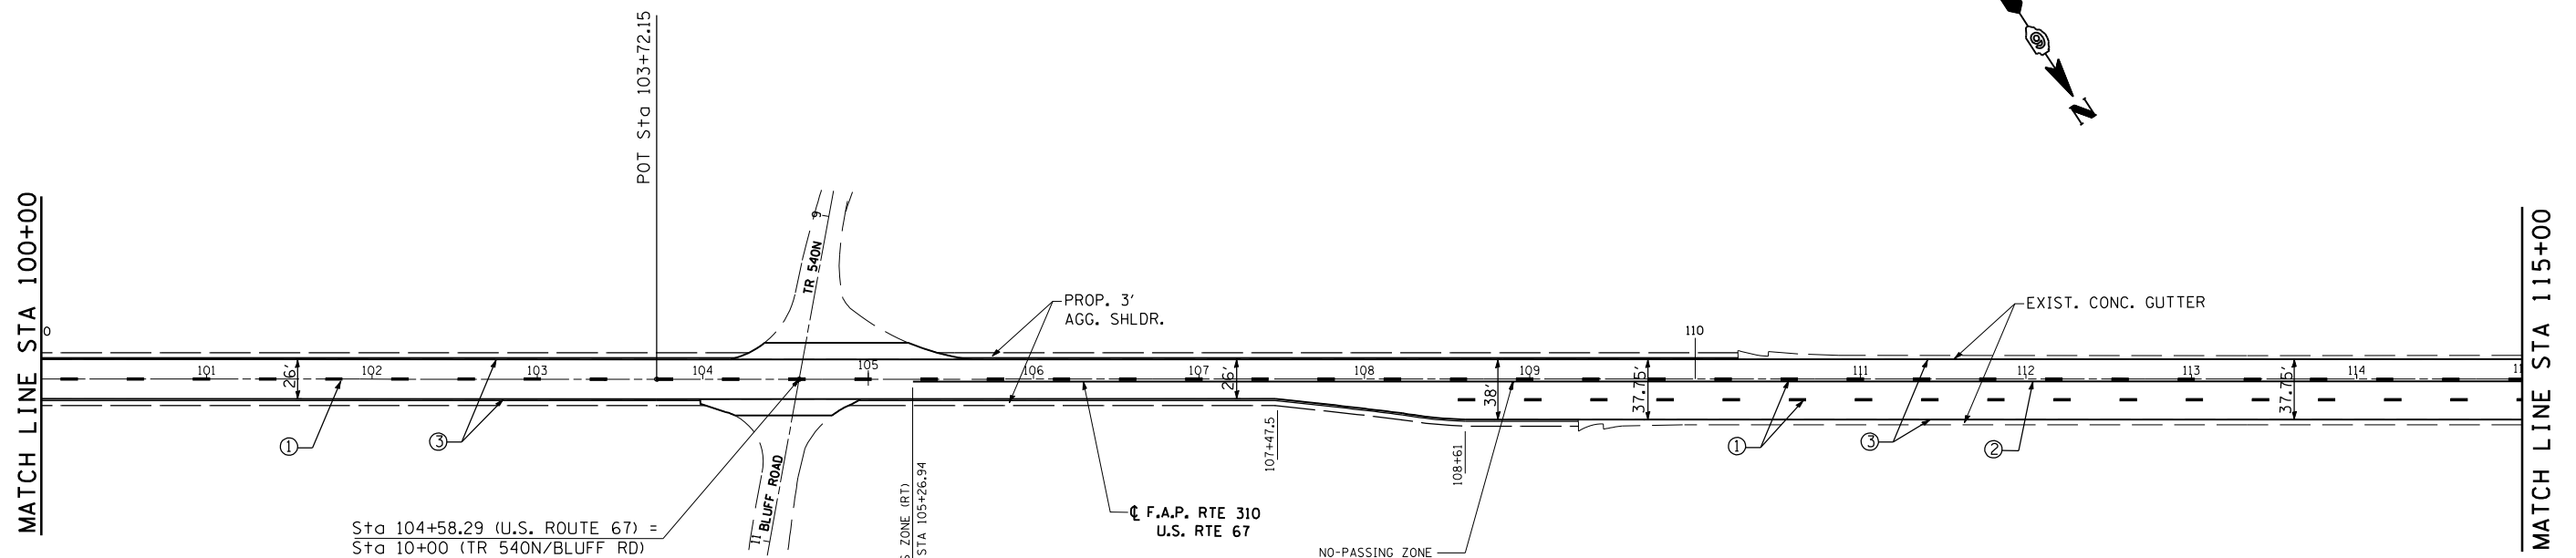 POT Sta 103+72.15
N
MATCH LINE STA 100+00
MATCH LINE STA 115+00
9
TR 540N
PROP. 3'
AGG. SHLDR.
EXIST. CONC. GUTTER
110
0
101
102
103
104
105
106
107
108
109
111
112
113
114
11
26'
26'
38'
37.75'
37.75'
1
3
1
3
2
107+47.5
108+61
Sta 104+58.29 (U.S. ROUTE 67) =
Sta 10+00 (TR 540N/BLUFF RD)
11
BLUFF ROAD
ZONE (RT)
STA 105+26.94
℄ F.A.P. RTE 310
U.S. RTE 67
NO-PASSING ZONE